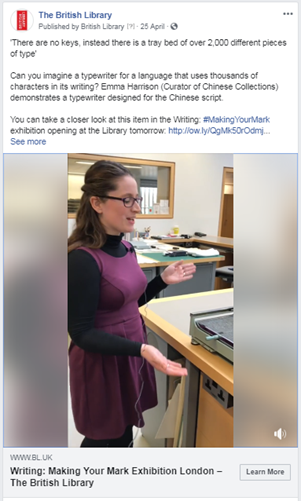 The British Library
Published by British Library [?] · 25 April ·
'There are no keys, instead there is a tray bed of over 2,000 different pieces
of type'
Can you imagine a typewriter for a language that uses thousands of
characters in its writing? Emma Harrison (Curator of Chinese Collections)
demonstrates a typewriter designed for the Chinese script.
You can take a closer look at this item in the Writing: #MakingYourMark
exhibition opening at the Library tomorrow: http://ow.ly/QgMk50rOdmj...
See more
WWW.BL.UK
Writing: Making Your Mark Exhibition London –
The British Library
Learn More